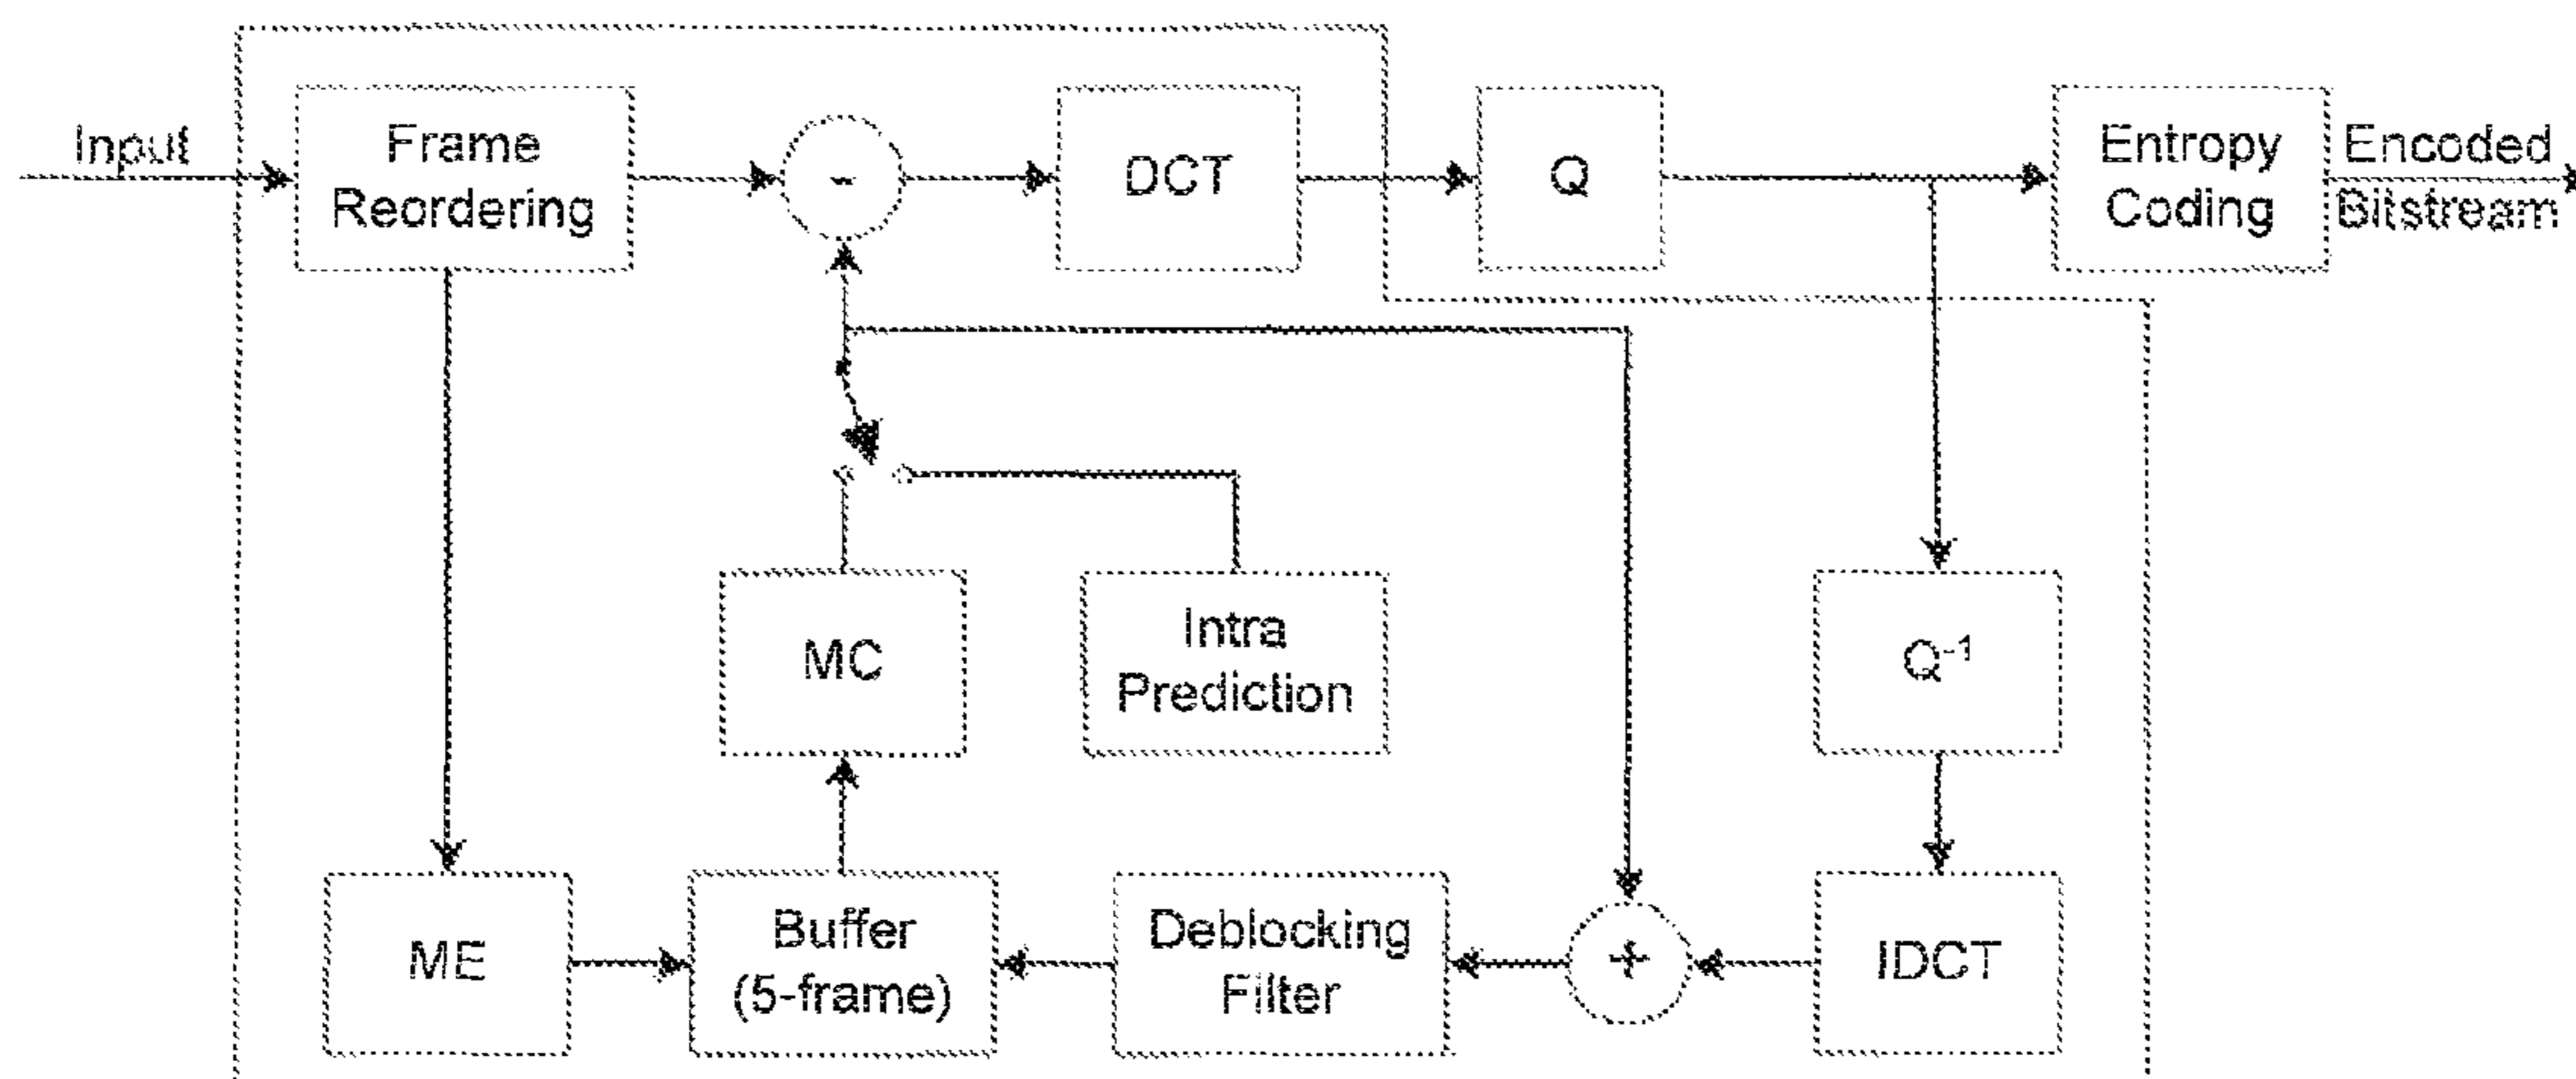 Input
Frame
Reordering
-
DCT
Q
Entropy
Coding
Encoded
Bitstream
MC
Intra
Prediction
Q-1
ME
Buffer
(5-frame)
Deblocking
Filter
+
IDCT